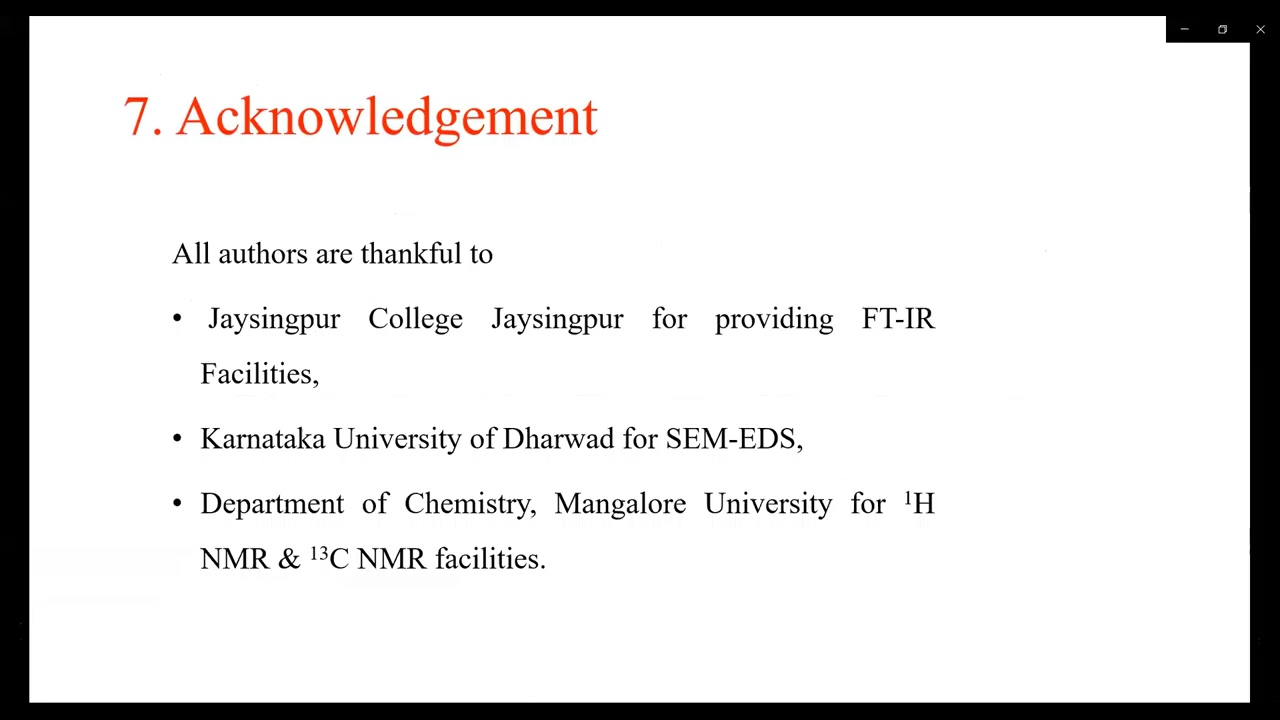 7. Acknowledgement
All authors are thankful to
• Jaysingpur College Jaysingpur for providing FT-IR
Facilities,
• Karnataka University of Dharwad for SEM-EDS,
• Department of Chemistry, Mangalore University for ¹H
NMR & ¹³C NMR facilities.